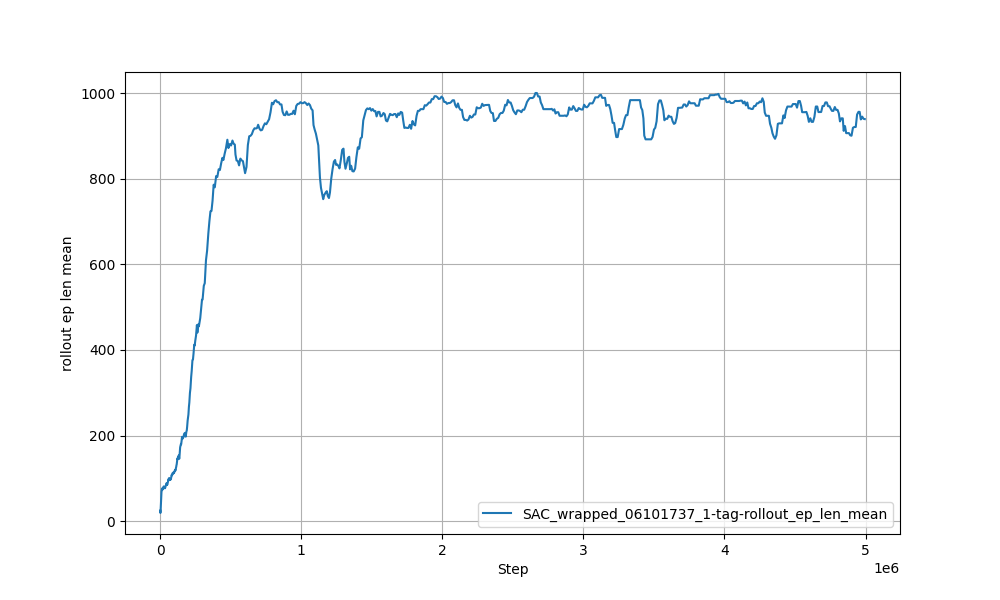 1000
800
600
400
200
0
rollout ep len mean
0 1 2 3 4 5
1e6
Step
SAC_wrapped_06101737_1-tag-rollout_ep_len_mean